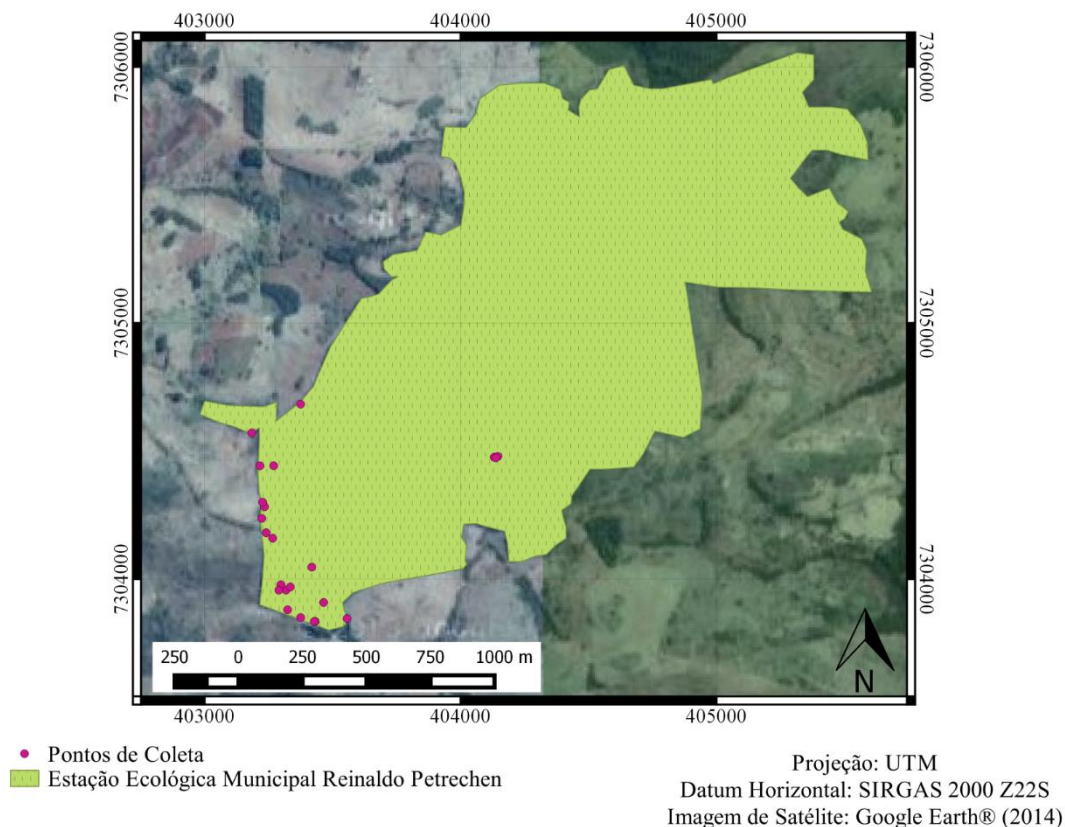 403000 404000 405000
7306000 7306000
7305000 7305000
7304000 7304000
250 0 250 500 750 1000 m
N
403000 404000 405000
Pontos de Coleta
Estação Ecológica Municipal Reinaldo Petrechen
Projeção: UTM
Datum Horizontal: SIRGAS 2000 Z22S
Imagem de Satélite: Google Earth® (2014)